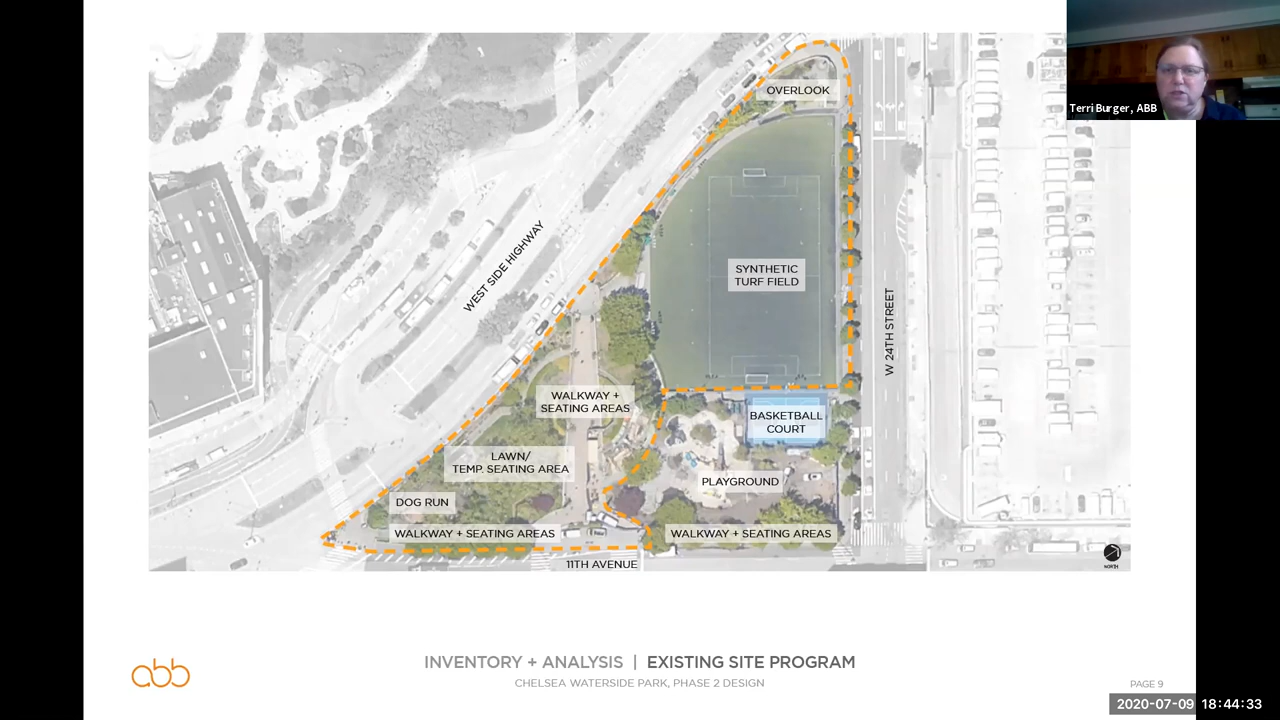 OVERLOOK
Terri Burger, ABB
WEST SIDE HIGHWAY
SYNTHETIC
TURF FIELD
W 24TH STREET
WALKWAY +
SEATING AREAS
BASKETBALL
COURT
LAWN/
TEMP. SEATING AREA
PLAYGROUND
DOG RUN
WALKWAY + SEATING AREAS
WALKWAY + SEATING AREAS
11TH AVENUE
NORTH
abb
INVENTORY + ANALYSIS | EXISTING SITE PROGRAM
CHELSEA WATERSIDE PARK, PHASE 2 DESIGN
PAGE 9
2020-07-09 18:44:33